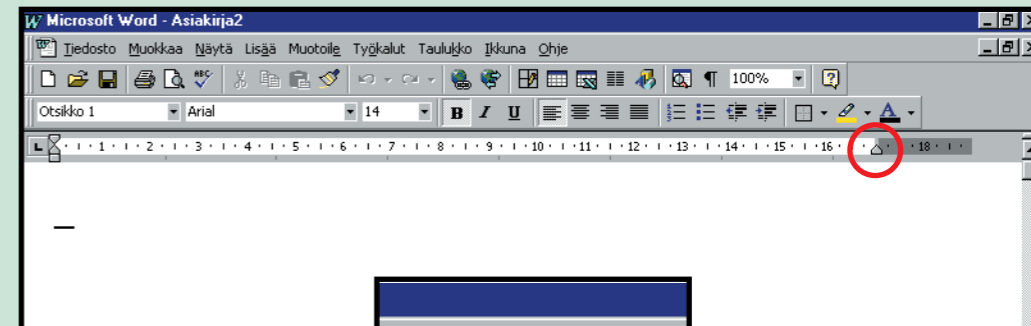 Microsoft Word - Asiakirja2
Tiedosto Muokkaa Näytä Lisää Muotoile Työkalut Taulukko Ikkuna Ohje
ABC ¶ 100% ?
Otsikko 1 Arial 14 B I U A
L 1 2 3 4 5 6 7 8 9 10 11 12 13 14 15 16 18